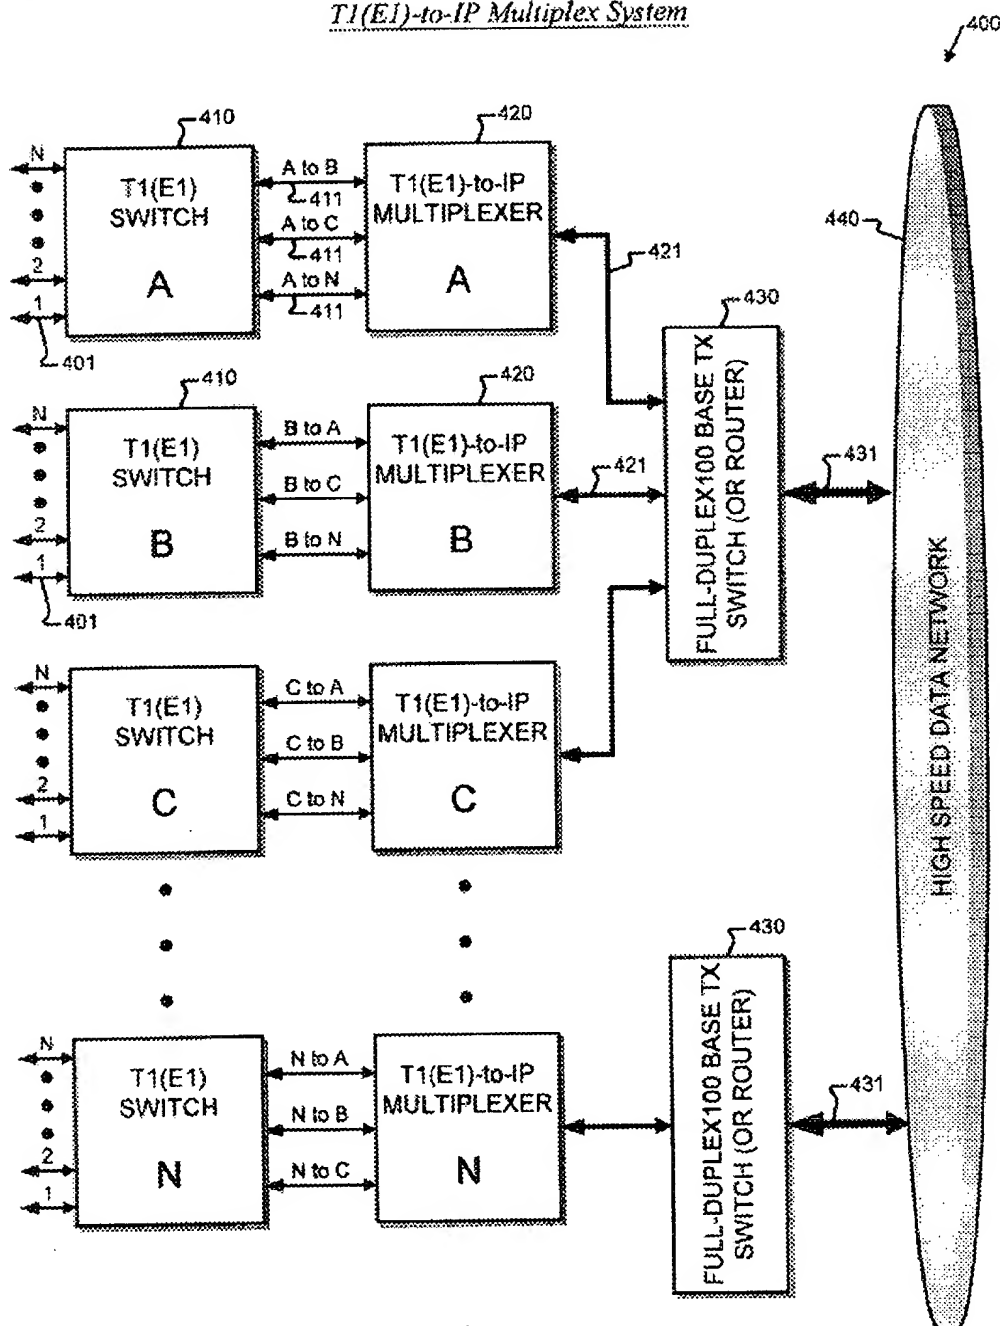 T1(E1)-to-IP Multiplex System
400
410
420
N
T1(E1)
SWITCH
A
2
1
401
A to B
411
A to C
411
A to N
411
T1(E1)-to-IP
MULTIPLEXER
A
421
440
430
FULL-DUPLEX100 BASE TX
SWITCH (OR ROUTER)
431
HIGH SPEED DATA NETWORK
410
420
N
T1(E1)
SWITCH
B
2
1
401
B to A
B to C
B to N
T1(E1)-to-IP
MULTIPLEXER
B
421
N
T1(E1)
SWITCH
C
2
1
C to A
C to B
C to N
T1(E1)-to-IP
MULTIPLEXER
C
430
N
T1(E1)
SWITCH
N
2
1
N to A
N to B
N to C
T1(E1)-to-IP
MULTIPLEXER
N
FULL-DUPLEX100 BASE TX
SWITCH (OR ROUTER)
431